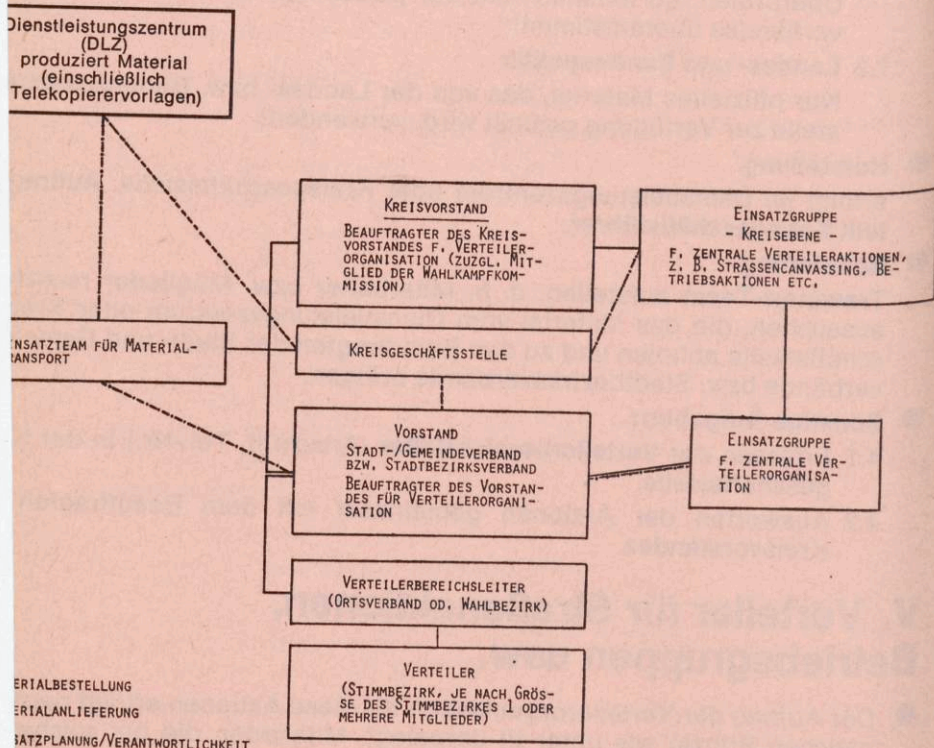 Dienstleistungszentrum
(DLZ)
produziert Material
(einschließlich
Telekopierervorlagen)
KREISVORSTAND
BEAUFTRAGTER DES KREIS-
VORSTANDES F. VERTEILER-
ORGANISATION (ZUZGL. MIT-
GLIED DER WAHLKAMPFKOM-
MISSION)
EINSATZGRUPPE
- KREISEBENE -
F. ZENTRALE VERTEILERAKTIONEN,
Z. B. STRASSENCANVASSING, BE-
TRIEBSAKTIONEN ETC.
NSATZTEAM FÜR MATERIAL-
RANSPORT
KREISGESCHÄFTSSTELLE
VORSTAND
STADT-/GEMEINDEVERBAND
BZW. STADTBEZIRKSVERBAND
BEAUFTRAGTER DES VORSTAN-
DES FÜR VERTEILERORGANI-
SATION
EINSATZGRUPPE
F. ZENTRALE VER-
TEILERORGANISA-
TION
VERTEILERBEREICHSLEITER
(ORTSVERBAND OD. WAHLBEZIRK)
VERTEILER
(STIMMBEZIRK, JE NACH GRÖS-
SE DES STIMMBEZIRKES 1 ODER
MEHRERE MITGLIEDER)
ERIALBESTELLUNG
ERIALANLIEFERUNG
SATZPLANUNG/VERANTWORTLICHKEIT